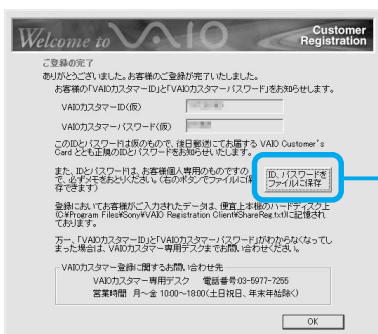 Welcome to VAIO
Customer
Registration
ご登録の完了
ありがとうございました。お客様のご登録が完了いたしました。
お客様の「VAIOカスタマーID」と「VAIOカスタマーパスワード」をお知らせします。
VAIOカスタマーID(仮)
VAIOカスタマーパスワード(仮)
このIDとパスワードは仮のもので、後日郵送にてお届する VAIO Customer's
Card とともに正規のIDとパスワードをお知らせいたします。
また、IDとパスワードは、お客様個人専用のものですの
で、必ずメモをおとりください。(右のボタンでファイルに保
存できます)
ID、パスワードを
ファイルに保存
登録においてお客様がご入力されたデータは、便宜上本機のハードディスク上
(C:¥Program Files¥Sony¥VAIO Registration Client¥ShareReg.txt)に記憶され
ております。
万一、「VAIOカスタマーID」と「VAIOカスタマーパスワード」がわからなくなってし
まった場合は、VAIOカスタマー専用デスクまでお問い合わせください。
VAIOカスタマー登録に関するお問い合わせ先
VAIOカスタマー専用デスク 電話番号:03-5977-7255
営業時間 月～金 10:00～18:00(土日祝日、年末年始除く)
OK